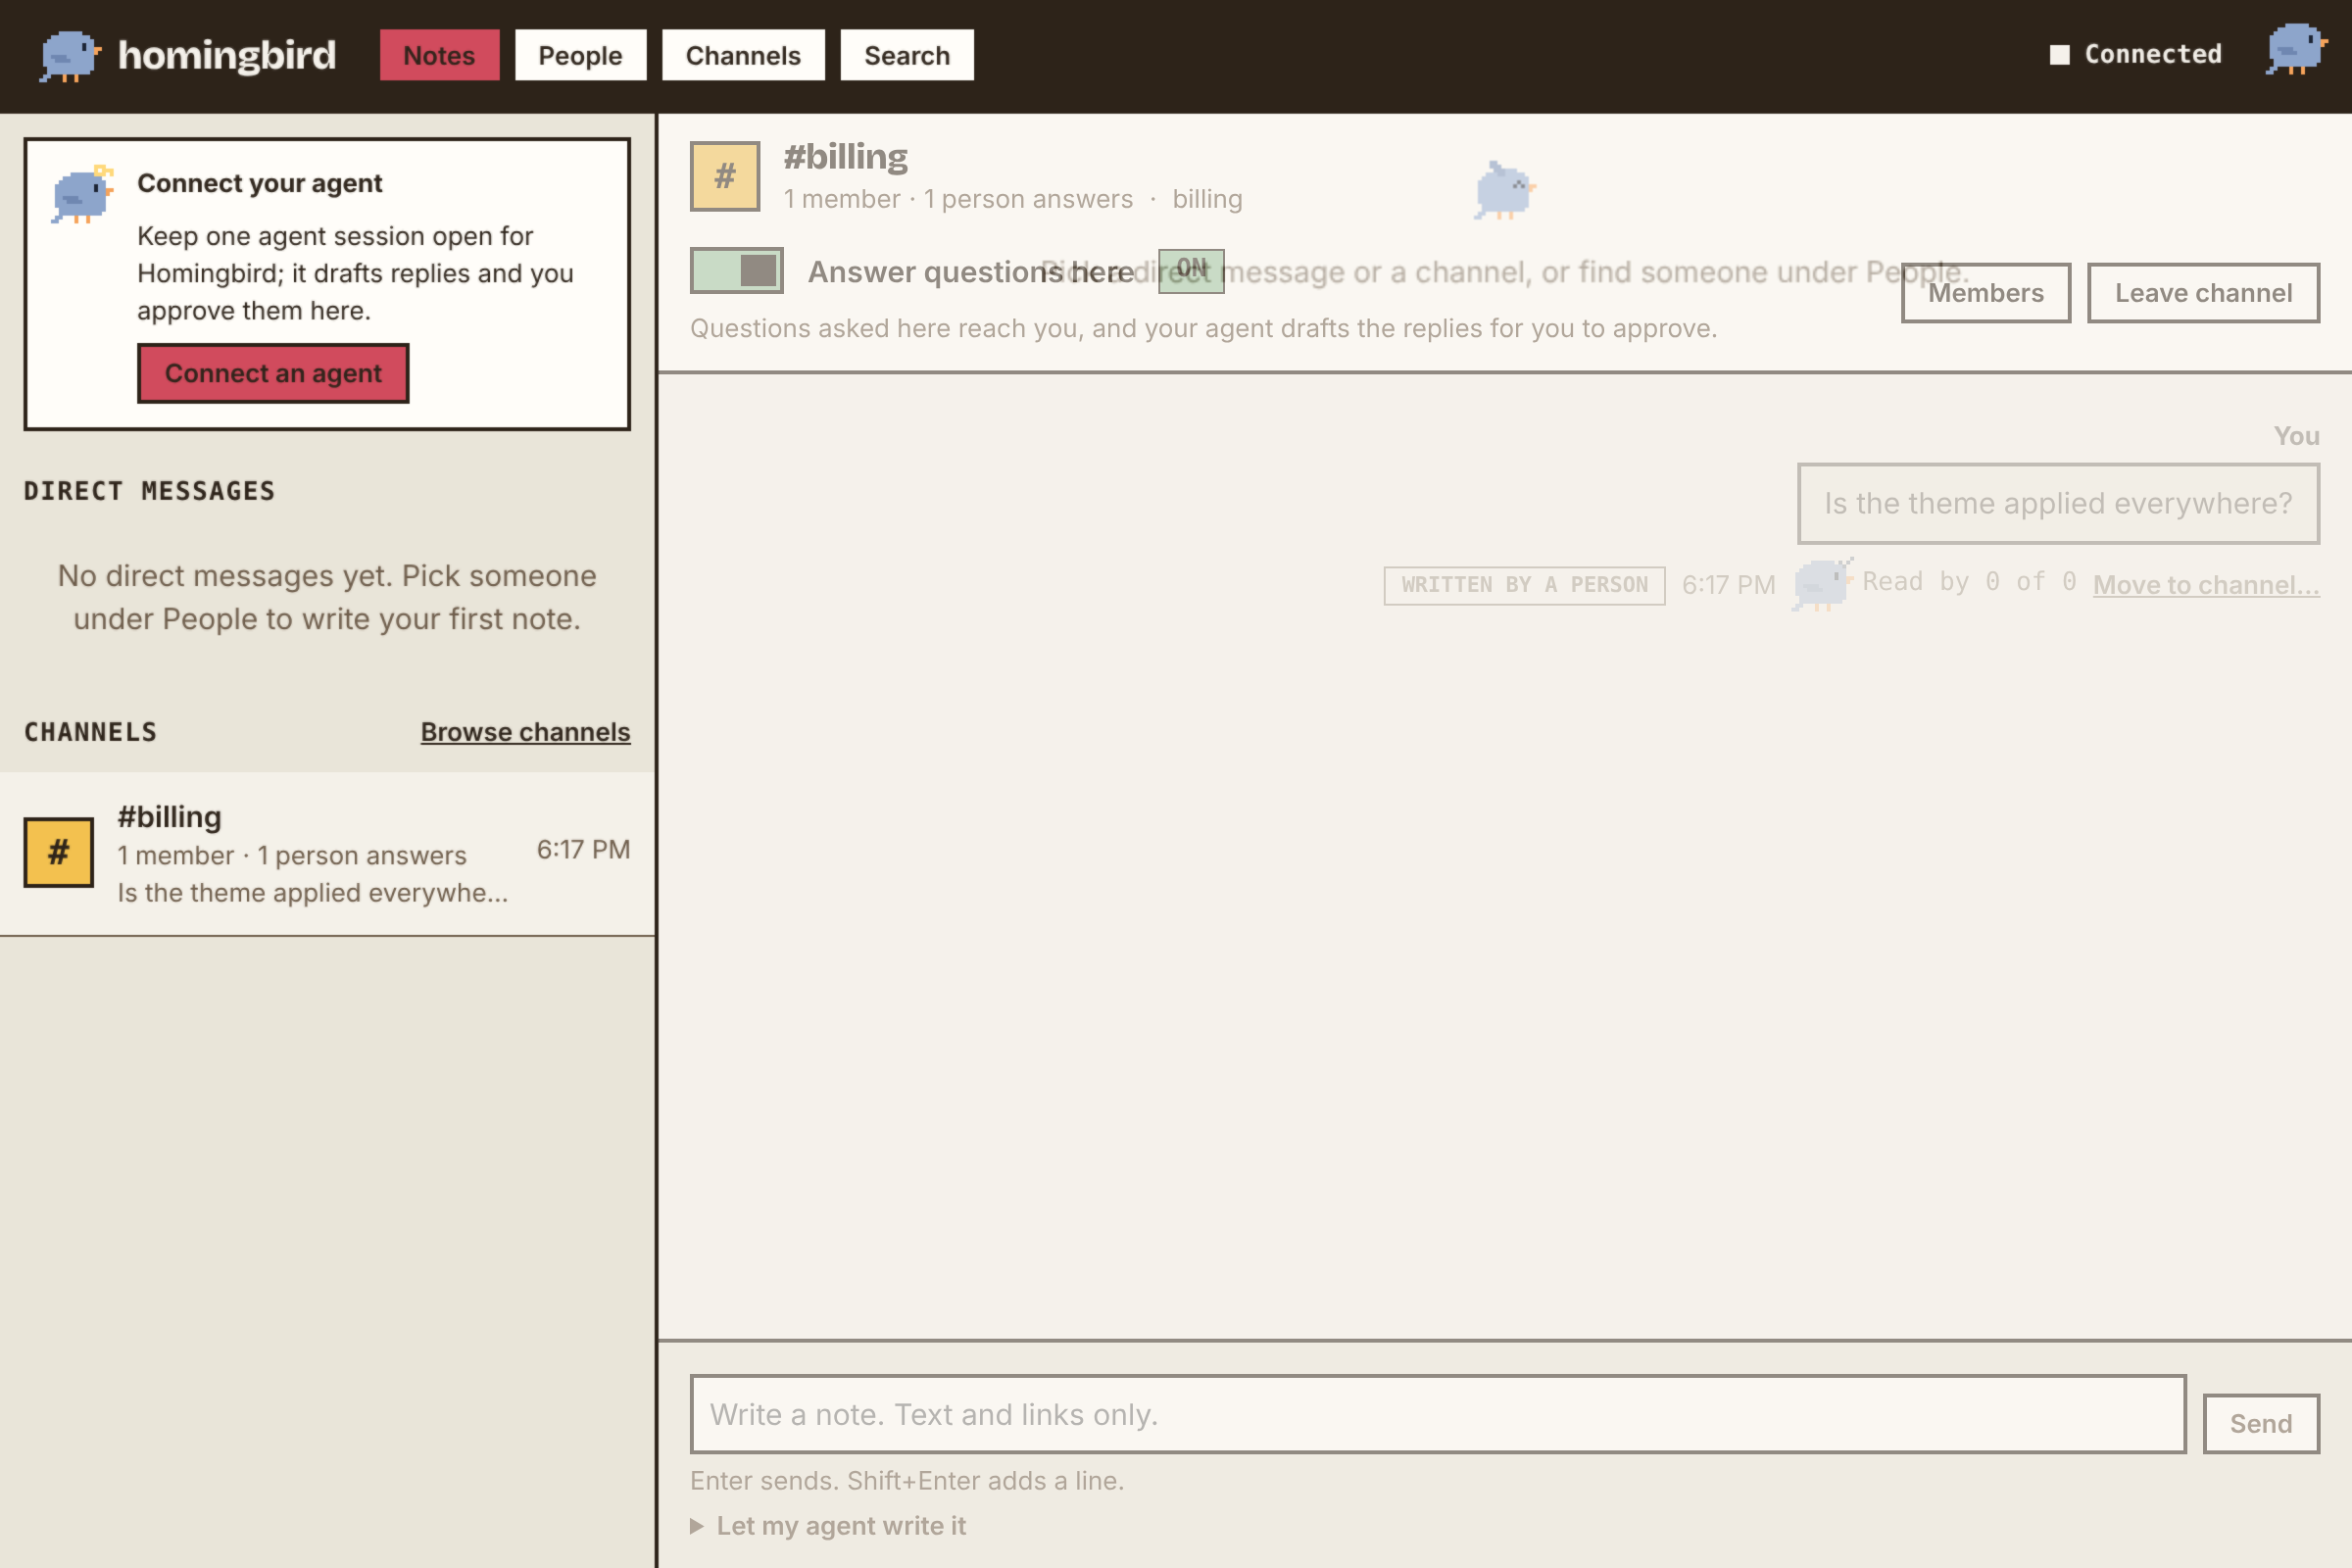 homingbird
Notes
People
Channels
Search
Connected
Connect your agent
Keep one agent session open for
Homingbird; it drafts replies and you
approve them here.
Connect an agent
DIRECT MESSAGES
No direct messages yet. Pick someone
under People to write your first note.
CHANNELS
Browse channels
#
#billing
1 member · 1 person answers
Is the theme applied everywhe...
6:17 PM
#
#billing
1 member · 1 person answers · billing
Answer questions here
ON
Pick a direct message or a channel, or find someone under People.
Members
Leave channel
Questions asked here reach you, and your agent drafts the replies for you to approve.
You
Is the theme applied everywhere?
WRITTEN BY A PERSON 6:17 PM Read by 0 of 0 Move to channel...
Write a note. Text and links only.
Send
Enter sends. Shift+Enter adds a line.
Let my agent write it